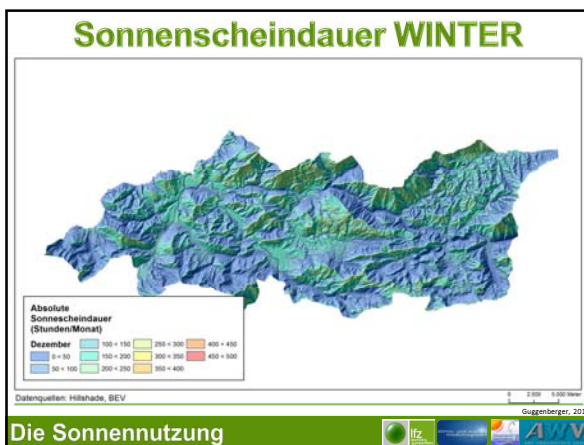 Sonnenscheindauer WINTER
Absolute
Sonnescheindauer
(Stunden/Monat)
Dezember
0 < 50
50 < 100
100 < 150
150 < 200
200 < 250
250 < 300
300 < 350
350 < 400
400 < 450
450 < 500
Datenquellen: Hillshade, BEV
0 2.500 5.000 Meter
Guggenberger, 201
Die Sonnennutzung
lfz
AWV